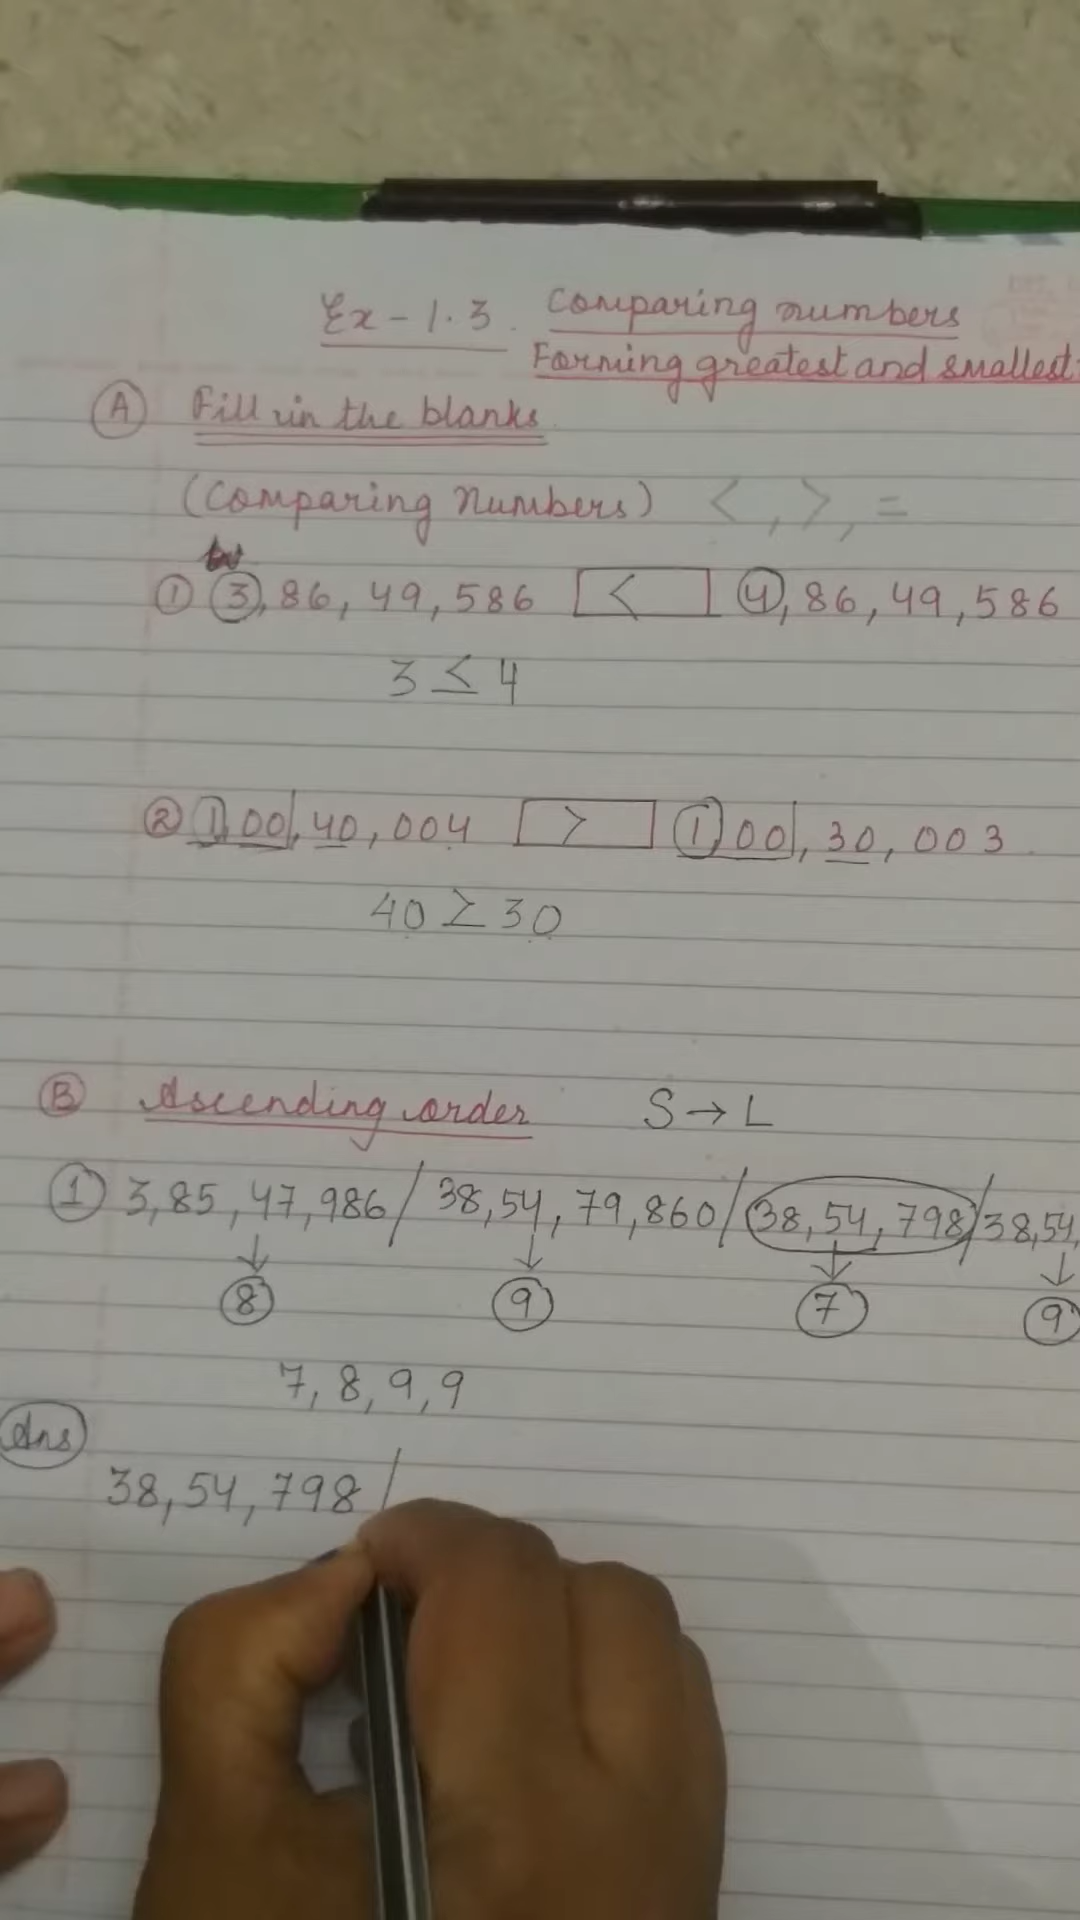 Ex - 1.3. Comparing numbers
Forming greatest and smallest
(A) Fill in the blanks
(Comparing Numbers) <, >, =
① 3,86,49,586 < 4,86,49,586
3 < 4
② 1,00,40,004 > 1,00,30,003
40 > 30
(B) Ascending order S → L
① 3,85,47,986 / 38,54,79,860 / 38,54,798 / 38,54,
8 9 7 9
7, 8, 9, 9
Ans
38,54,798 /